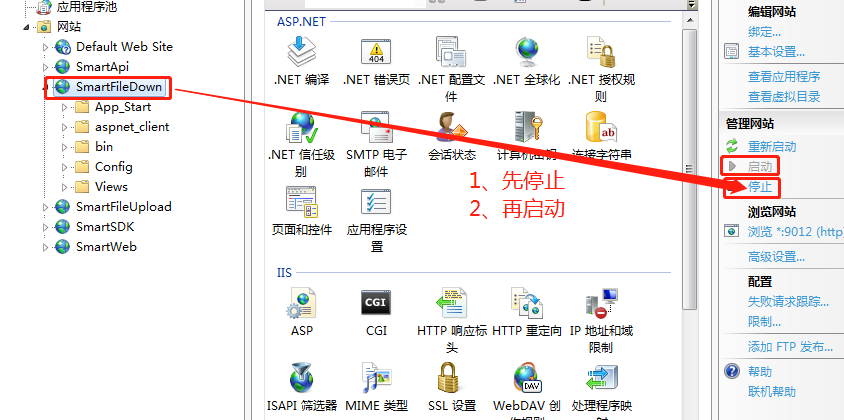 应用程序池
网站
Default Web Site
SmartApi
SmartFileDown
App_Start
aspnet_client
bin
Config
Views
SmartFileUpload
SmartSDK
SmartWeb
ASP.NET
.NET 编译
.NET 错误页
.NET 配置文
件
.NET 全球化
.NET 授权规
则
.NET 信任级
别
SMTP 电子
邮件
会话状态
计算机密钥
连接字符串
页面和控件
应用程序设
置
1、先停止
2、再启动
IIS
ASP
CGI
HTTP 响应标
头
HTTP 重定向
IP 地址和域
限制
ISAPI 筛选器
MIME 类型
SSL 设置
WebDAV 创
处理程序映
编辑网站
绑定...
基本设置...
查看应用程序
查看虚拟目录
管理网站
重新启动
启动
停止
浏览网站
浏览 *:9012 (http)
高级设置...
配置
失败请求跟踪...
限制...
添加 FTP 发布...
帮助
联机帮助